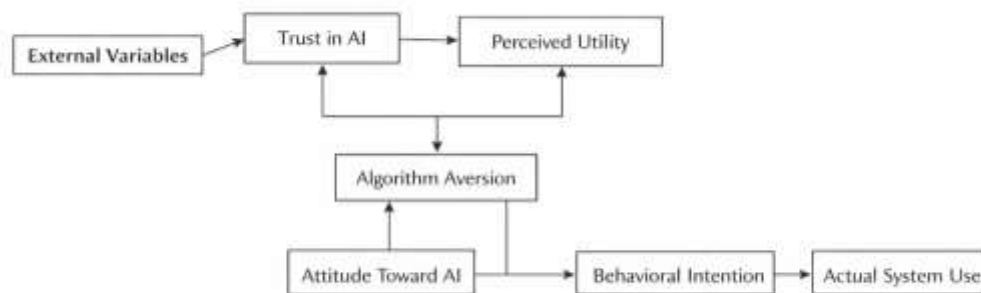 External Variables
Trust in AI
Perceived Utility
Algorithm Aversion
Attitude Toward AI
Behavioral Intention
Actual System Use